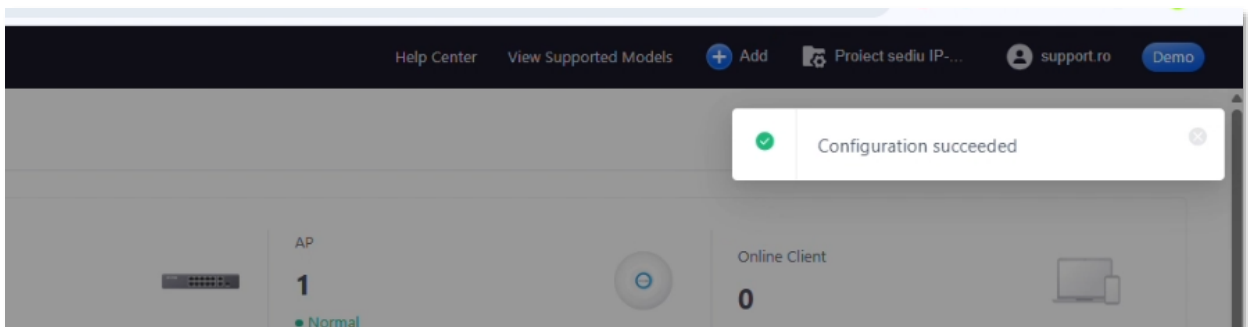 Help Center View Supported Models Add Proiect sediu IP-... support.ro Demo
Configuration succeeded
AP
1
Normal
Online Client
0